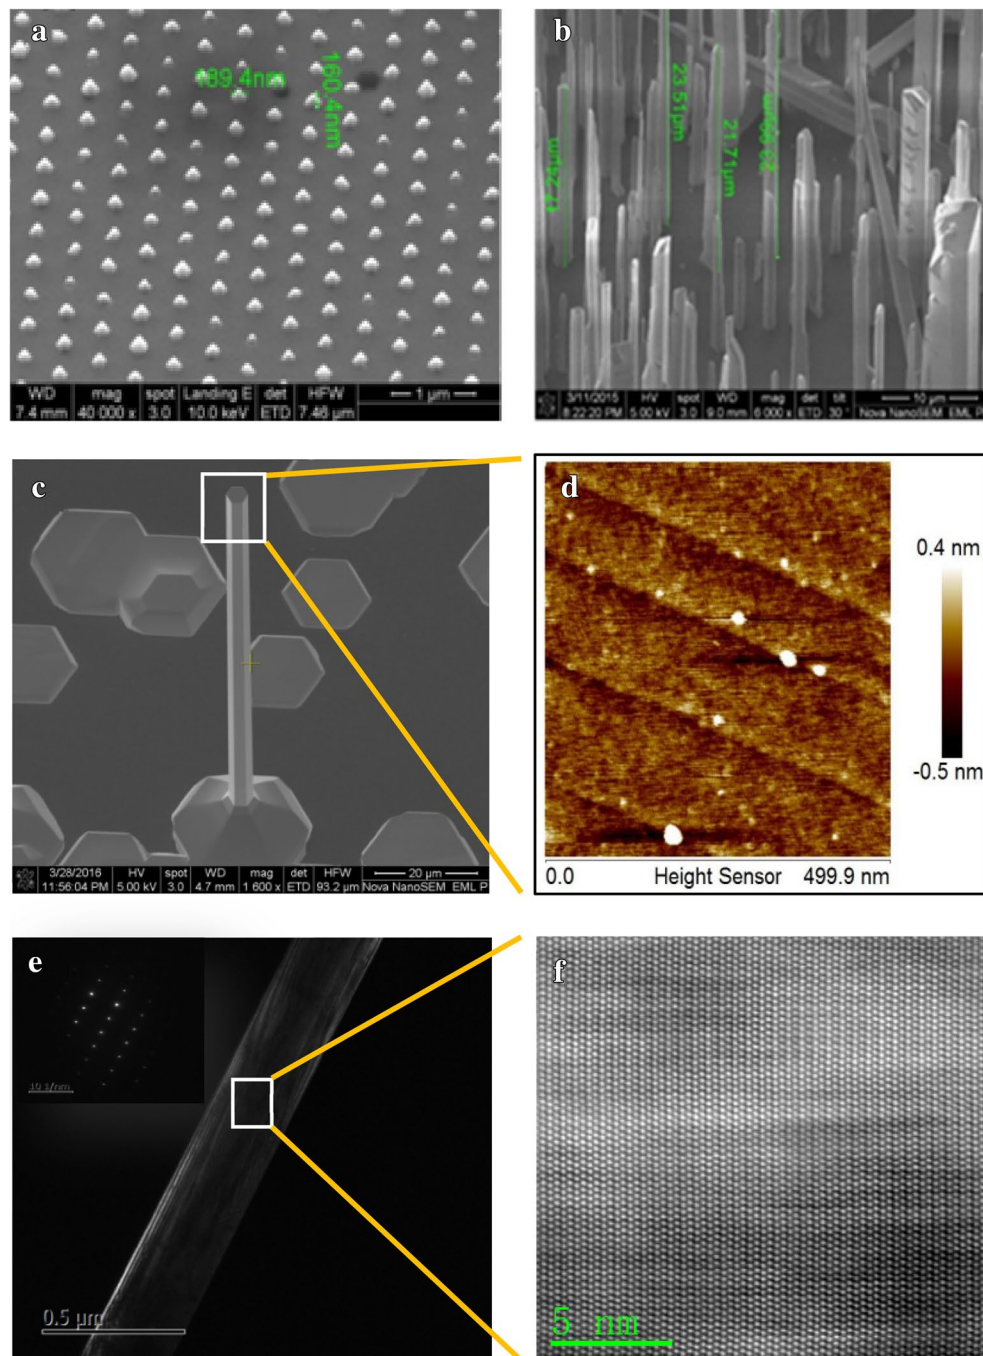 a
189.4nm
160.4nm
WD mag spot Landing E det HFW
7.4 mm 40 000 x 3.0 10.0 keV ETD 7.46 µm 1 µm
b
23.51µm
21.71µm
3/11/2015 HV spot WD mag det tilt 10 µm
8:22:20 PM 5.00 kV 3.0 9.0 mm 6 000 x ETD 30° Nova NanoSEM EML P
c
3/28/2016 HV spot WD mag det HFW 20 µm
11:56:04 PM 5.00 kV 3.0 4.7 mm 1 600 x ETD 93.2 µm Nova NanoSEM EML P
d
0.4 nm
-0.5 nm
0.0 Height Sensor 499.9 nm
e
10 1/nm
0.5 µm
f
5 nm